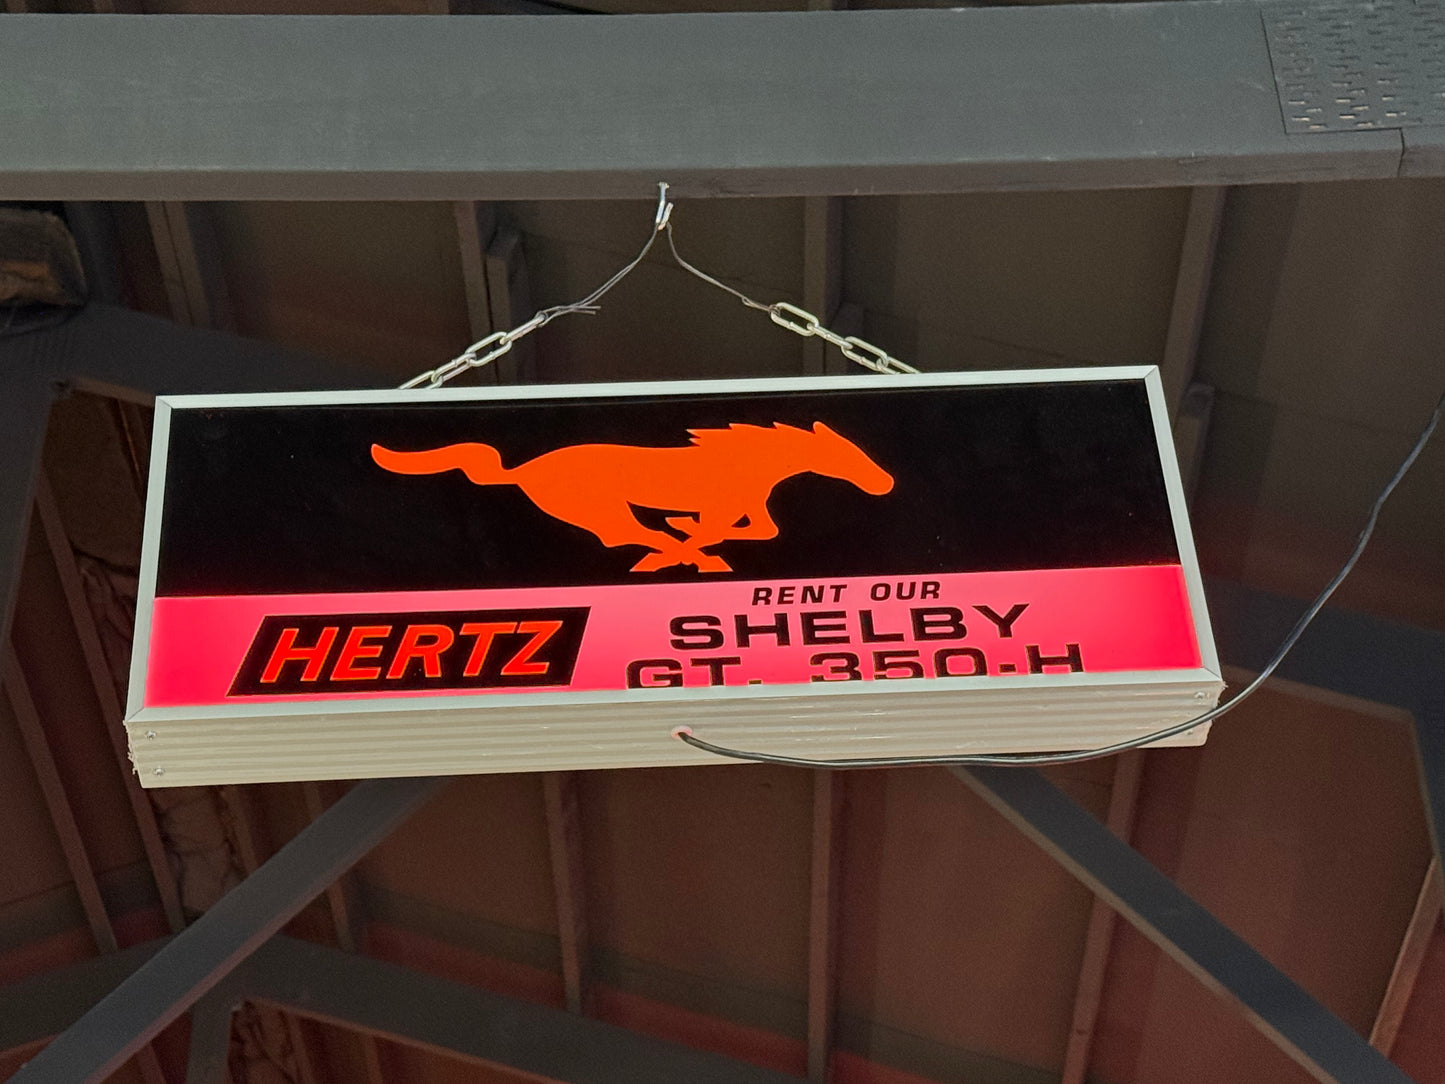 HERTZ
RENT OUR
SHELBY
GT. 350-H